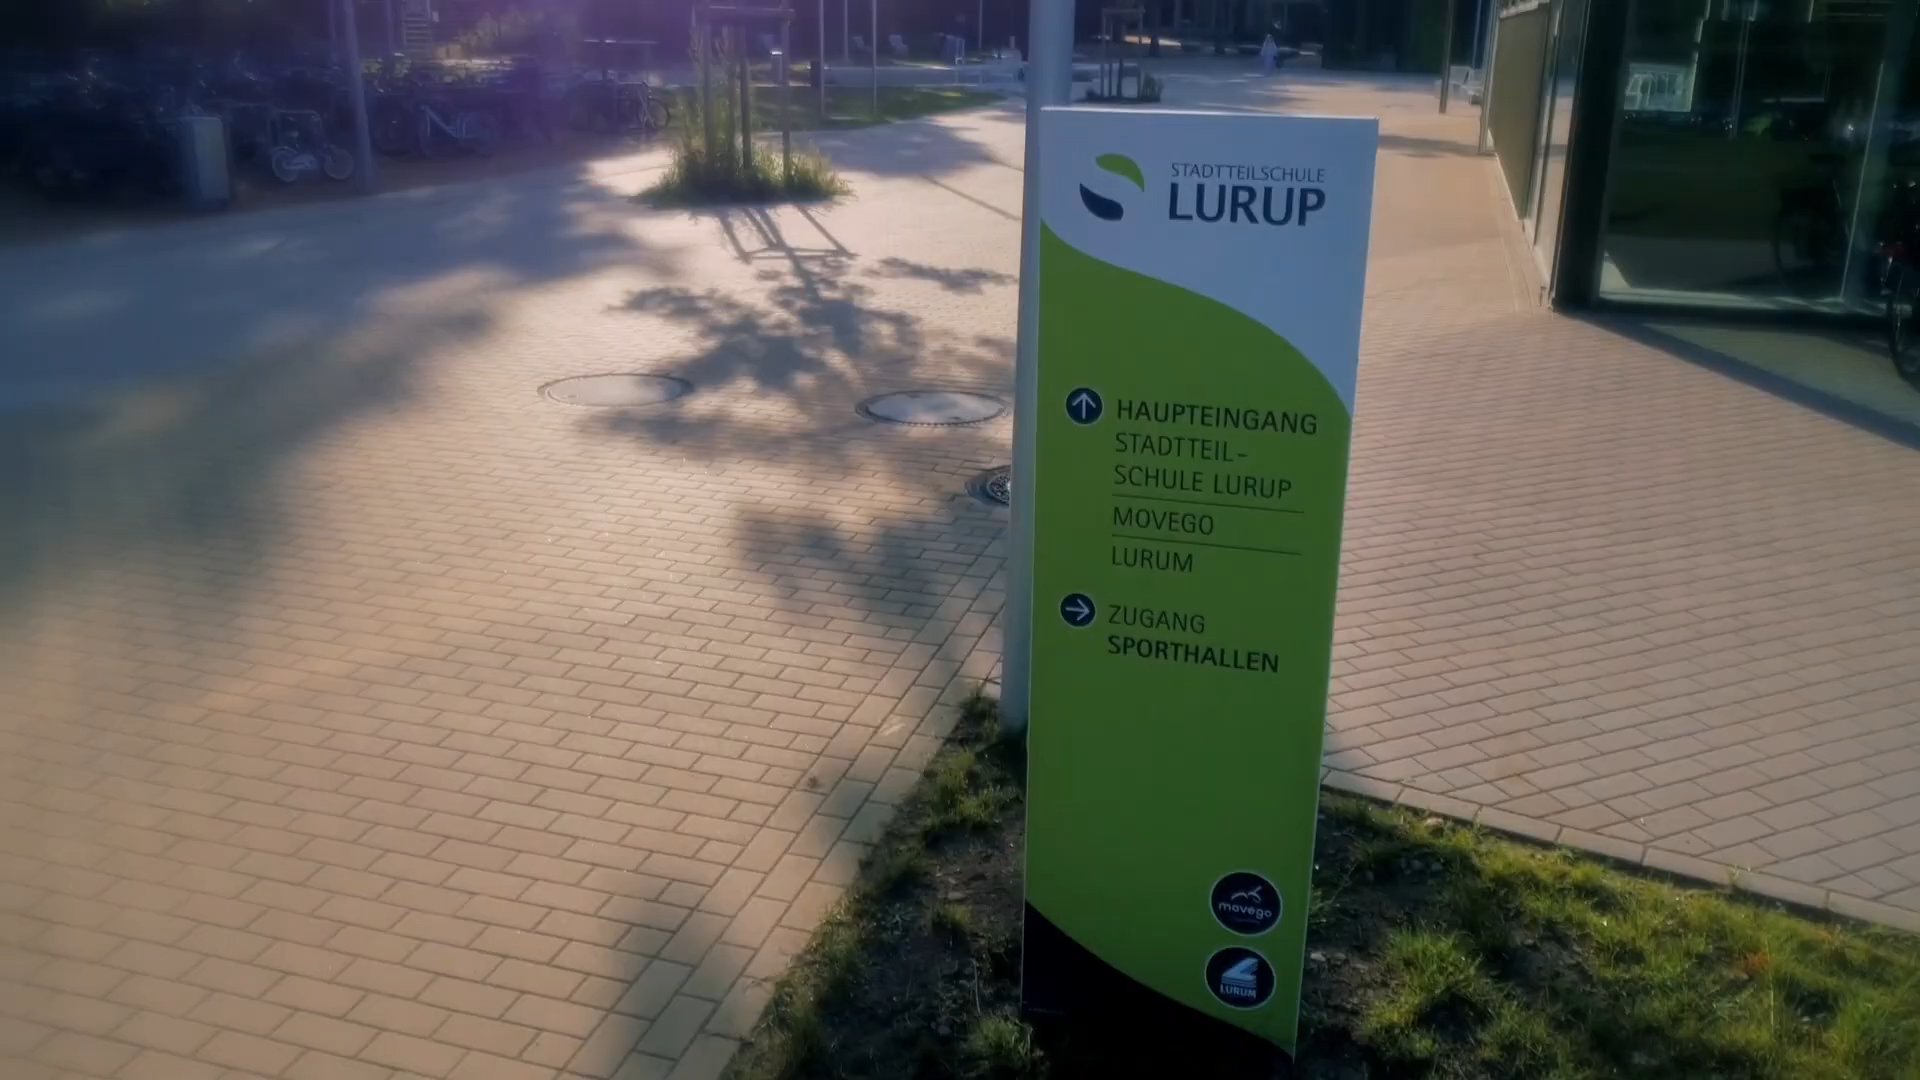 STADTTEILSCHULE
LURUP
HAUPTEINGANG
STADTTEIL-
SCHULE LURUP
MOVEGO
LURUM
ZUGANG
SPORTHALLEN
movego
LURUM